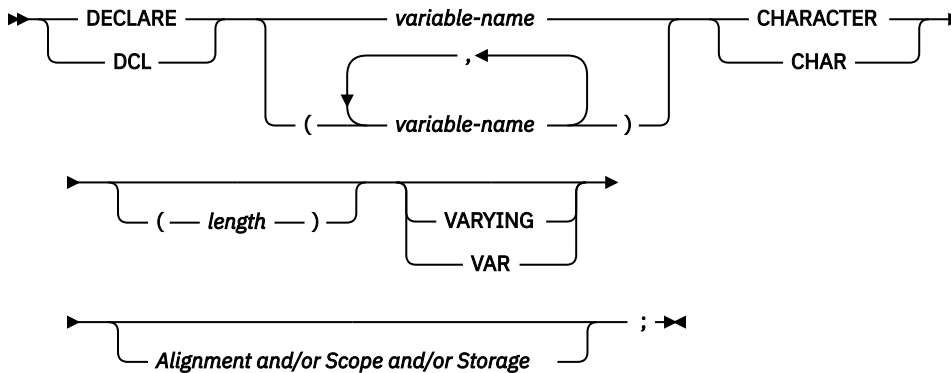 DECLARE variable-name CHARACTER
DCL , CHAR
( variable-name )
( length ) VARYING
VAR
;
Alignment and/or Scope and/or Storage